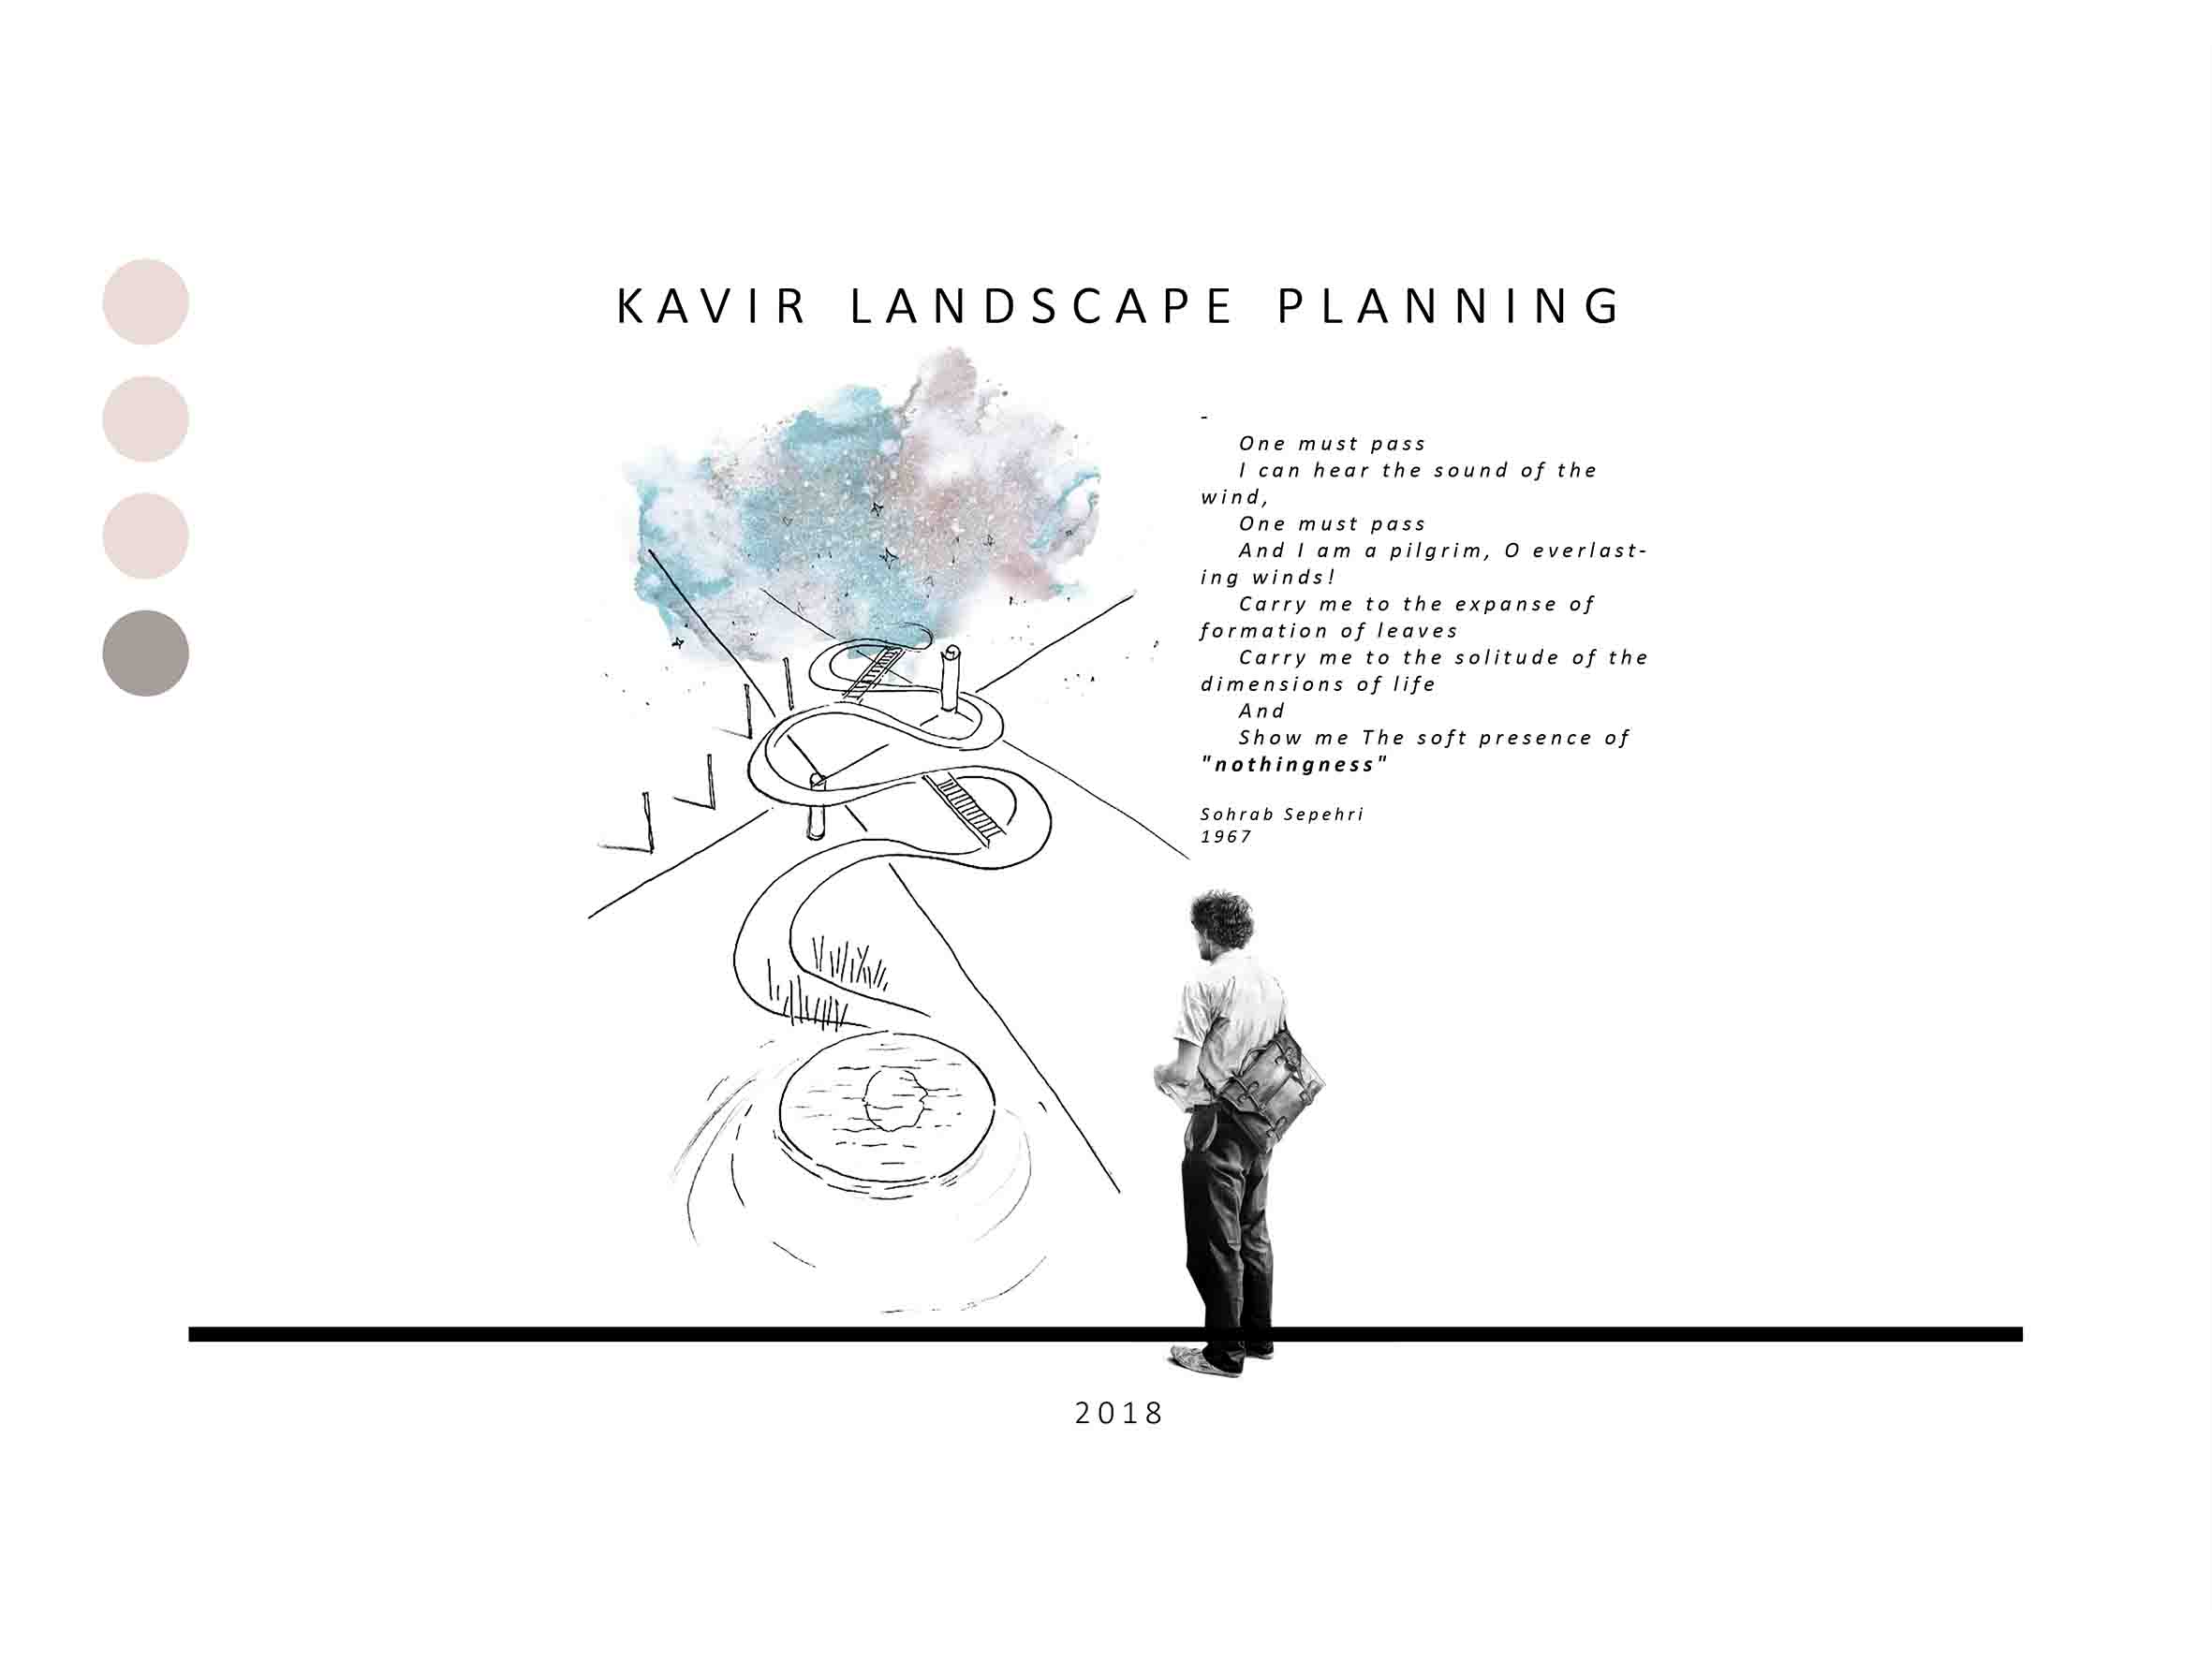 KAVIR LANDSCAPE PLANNING
-
One must pass
I can hear the sound of the
wind,
One must pass
And I am a pilgrim, O everlast-
ing winds!
Carry me to the expanse of
formation of leaves
Carry me to the solitude of the
dimensions of life
And
Show me The soft presence of
"nothingness"
Sohrab Sepehri
1967
2018